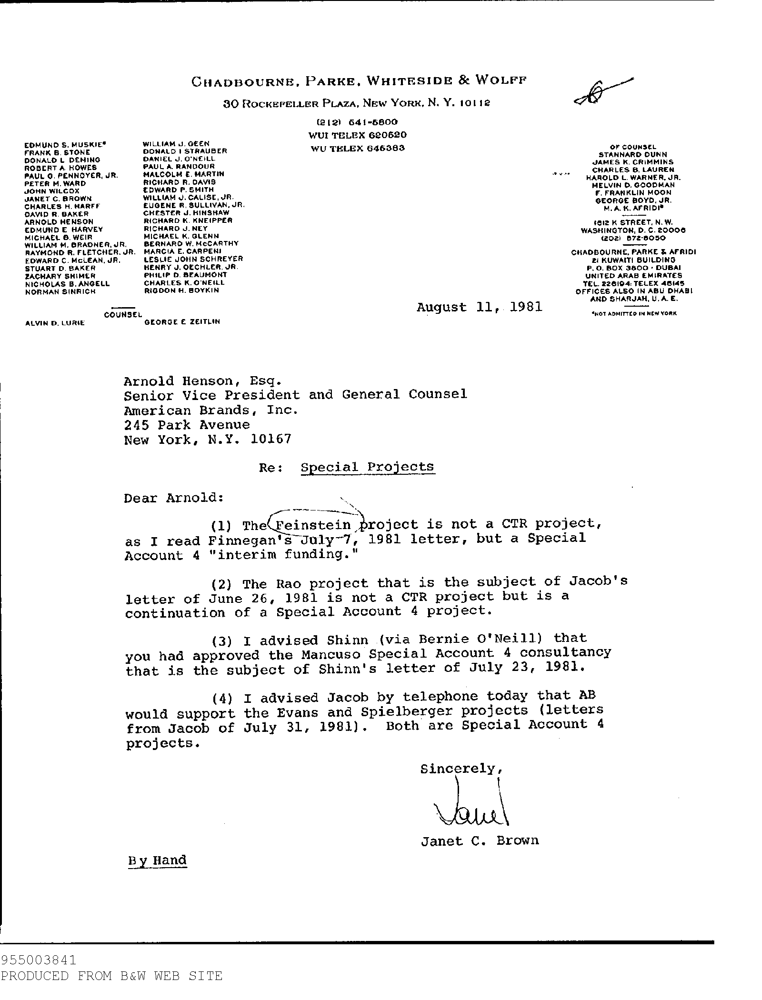 CHADBOURNE, PARKE, WHITESIDE & WOLFF
30 ROCKEFELLER PLAZA, NEW YORK, N. Y. 10112
(212) 541-5800
WUI TELEX 620520
WU TELEX 645383
EDMUND S. MUSKIE*
FRANK B. STONE
DONALD L. DEMING
ROBERT A. HOWES
PAUL G. PENNOYER, JR.
PETER M. WARD
JOHN WILCOX
JANET C. BROWN
CHARLES H. HARFF
DAVID R. BAKER
ARNOLD HENSON
EDMUND E. HARVEY
MICHAEL B. WEIR
WILLIAM M. BRADNER, JR.
RAYMOND R. FLETCHER, JR.
EDWARD C. McLEAN, JR.
STUART D. BAKER
ZACHARY SHIMER
NICHOLAS B. ANGELL
NORMAN SINRICH
WILLIAM J. GEEN
DONALD I STRAUBER
DANIEL J. O'NEILL
PAUL A. RANDOUR
MALCOLM E. MARTIN
RICHARD R. DAVIS
EDWARD P. SMITH
WILLIAM J. CALISE, JR.
EUGENE R. SULLIVAN, JR.
CHESTER J. HINSHAW
RICHARD K. KNEIPPER
RICHARD J. NEY
MICHAEL K. GLENN
BERNARD W. McCARTHY
MARCIA E. CARPENI
LESLIE JOHN SCHREYER
HENRY J. OECHLER, JR.
PHILIP D. BEAUMONT
CHARLES K. O'NEILL
RIGDON H. BOYKIN
COUNSEL
ALVIN D. LURIE GEORGE E ZEITLIN
OF COUNSEL
STANNARD DUNN
JAMES K. CRIMMINS
CHARLES B. LAUREN
HAROLD L. WARNER, JR.
MELVIN D. GOODMAN
F. FRANKLIN MOON
GEORGE BOYD, JR.
M. A. K. AFRIDI*
1612 K STREET, N. W.
WASHINGTON, D. C. 20006
(202) 872-8050
CHADBOURNE, PARKE & AFRIDI
21 KUWAITI BUILDING
P. O. BOX 3800 - DUBAI
UNITED ARAB EMIRATES
TEL. 228194: TELEX 46145
OFFICES ALSO IN ABU DHABI
AND SHARJAH, U. A. E.
*NOT ADMITTED IN NEW YORK
August 11, 1981
Arnold Henson, Esq.
Senior Vice President and General Counsel
American Brands, Inc.
245 Park Avenue
New York, N.Y. 10167
Re: Special Projects
Dear Arnold:
(1) The Feinstein project is not a CTR project,
as I read Finnegan's July 7, 1981 letter, but a Special
Account 4 "interim funding."
(2) The Rao project that is the subject of Jacob's
letter of June 26, 1981 is not a CTR project but is a
continuation of a Special Account 4 project.
(3) I advised Shinn (via Bernie O'Neill) that
you had approved the Mancuso Special Account 4 consultancy
that is the subject of Shinn's letter of July 23, 1981.
(4) I advised Jacob by telephone today that AB
would support the Evans and Spielberger projects (letters
from Jacob of July 31, 1981). Both are Special Account 4
projects.
Sincerely,
Janet
Janet C. Brown
By Hand
955003841
PRODUCED FROM B&W WEB SITE